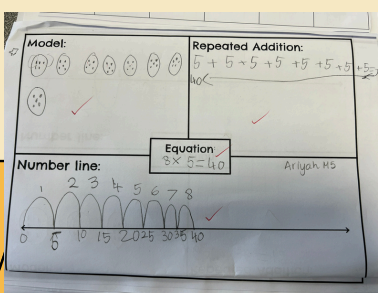 Model:
Repeated Addition:
5 + 5 + 5 + 5 + 5 + 5 + 5 + 5 =
40
Equation:
8 × 5 = 40
Number line:
Ariyah M5
1 2 3 4 5 6 7 8
0 5 10 15 20 25 30 35 40